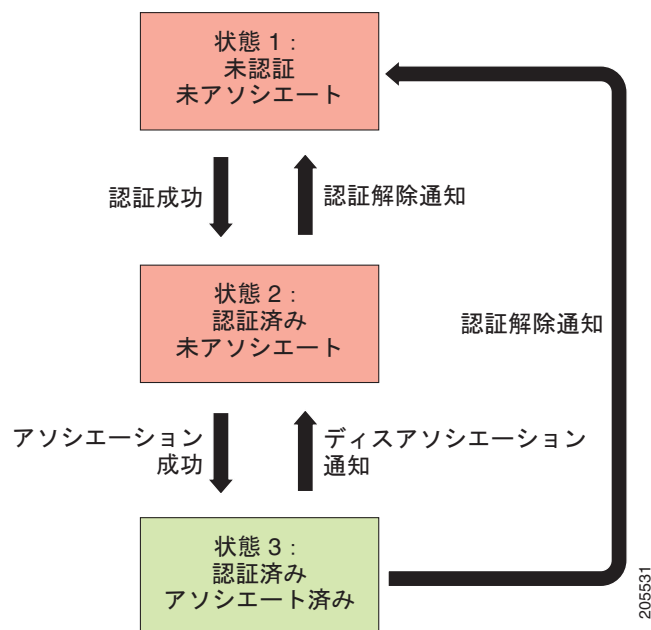 状態 1：
未認証
未アソシエート
認証成功
認証解除通知
状態 2：
認証済み
未アソシエート
認証解除通知
アソシエーション
成功
ディスアソシエーション
通知
状態 3：
認証済み
アソシエート済み
205531